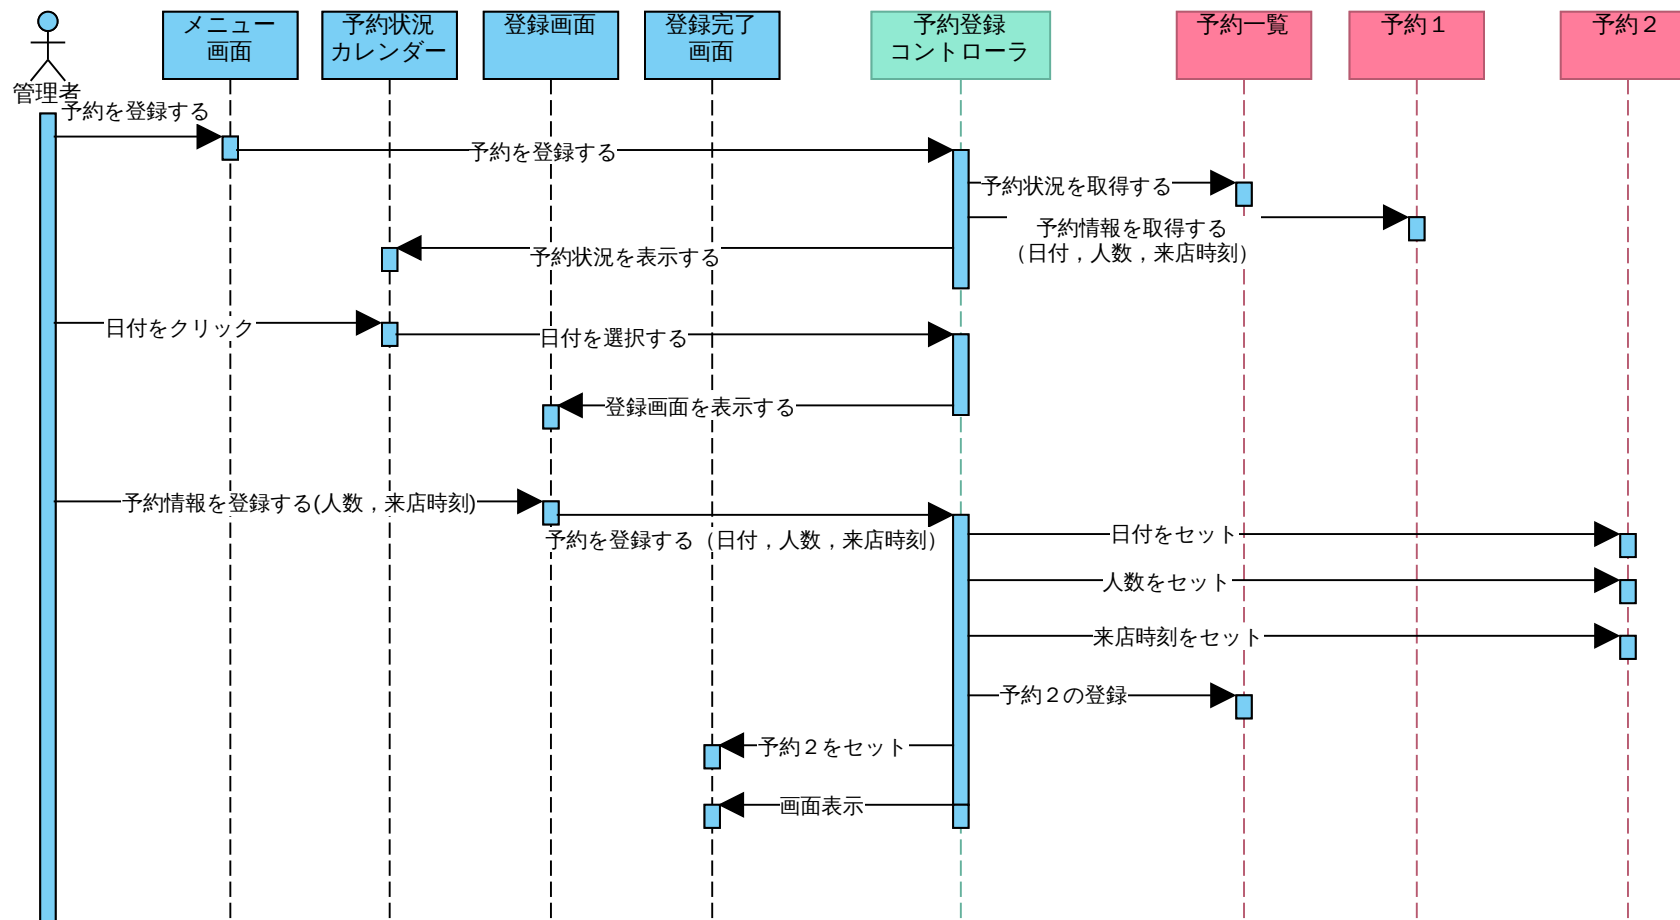 管理者
メニュー
画面
予約状況
カレンダー
登録画面
登録完了
画面
予約登録
コントローラ
予約一覧
予約１
予約２
予約を登録する
予約を登録する
予約状況を取得する
予約情報を取得する
（日付，人数，来店時刻）
予約状況を表示する
日付をクリック
日付を選択する
登録画面を表示する
予約情報を登録する(人数，来店時刻)
予約を登録する（日付，人数，来店時刻）
日付をセット
人数をセット
来店時刻をセット
予約２の登録
予約２をセット
画面表示